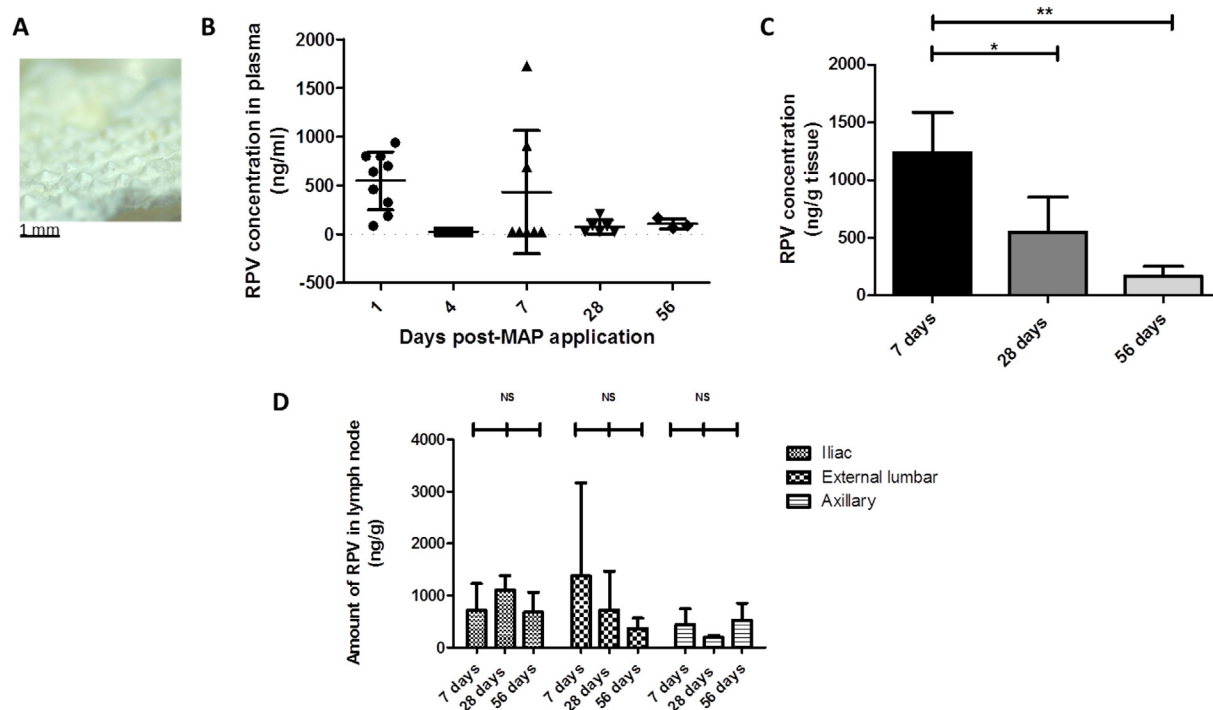 A
1 mm
B
RPV concentration in plasma
(ng/ml)
2000
1500
1000
500
0
-500
1
4
7
28
56
Days post-MAP application
C
**
*
RPV concentration
(ng/g tissue)
2000
1500
1000
500
0
7 days
28 days
56 days
D
NS
NS
NS
Amount of RPV in lymph node
(ng/g)
4000
3000
2000
1000
0
7 days
28 days
56 days
7 days
28 days
56 days
7 days
28 days
56 days
Iliac
External lumbar
Axillary